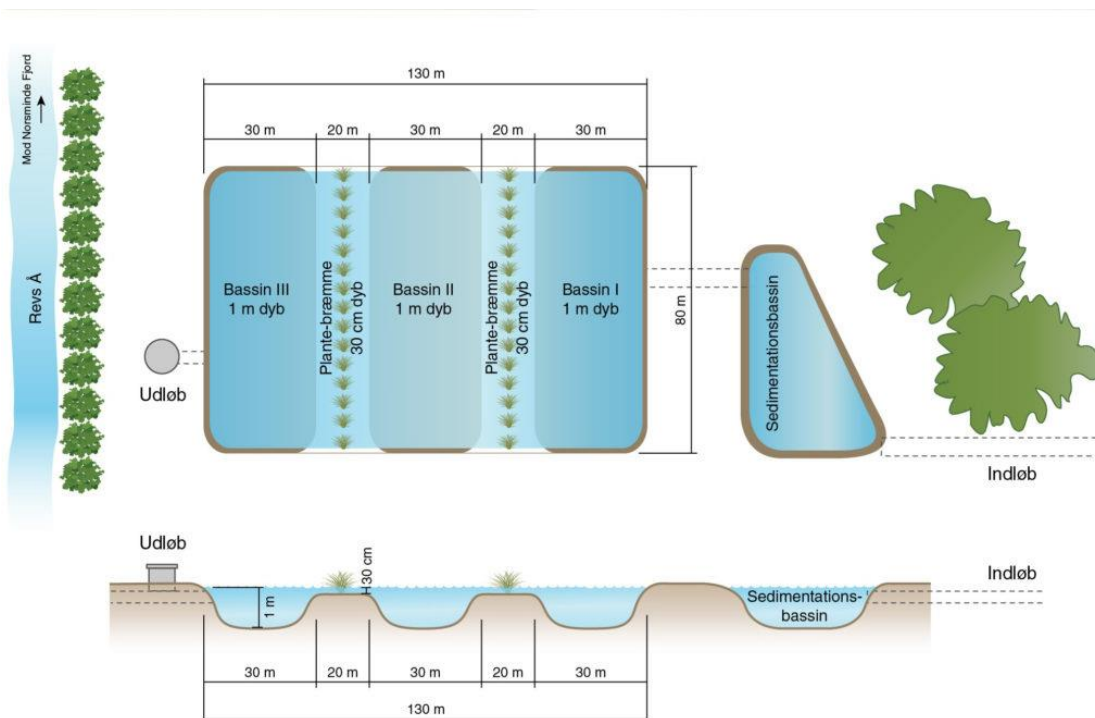 130 m
30 m
20 m
30 m
20 m
30 m
Mod Norsminde Fjord
Revs Å
Bassin III
1 m dyb
Plante-bræmme
30 cm dyb
Bassin II
1 m dyb
Plante-bræmme
30 cm dyb
Bassin I
1 m dyb
80 m
Sedimentationsbassin
Udløb
Indløb
Udløb
30 cm
1 m
Sedimentations-
bassin
Indløb
30 m
20 m
30 m
20 m
30 m
130 m